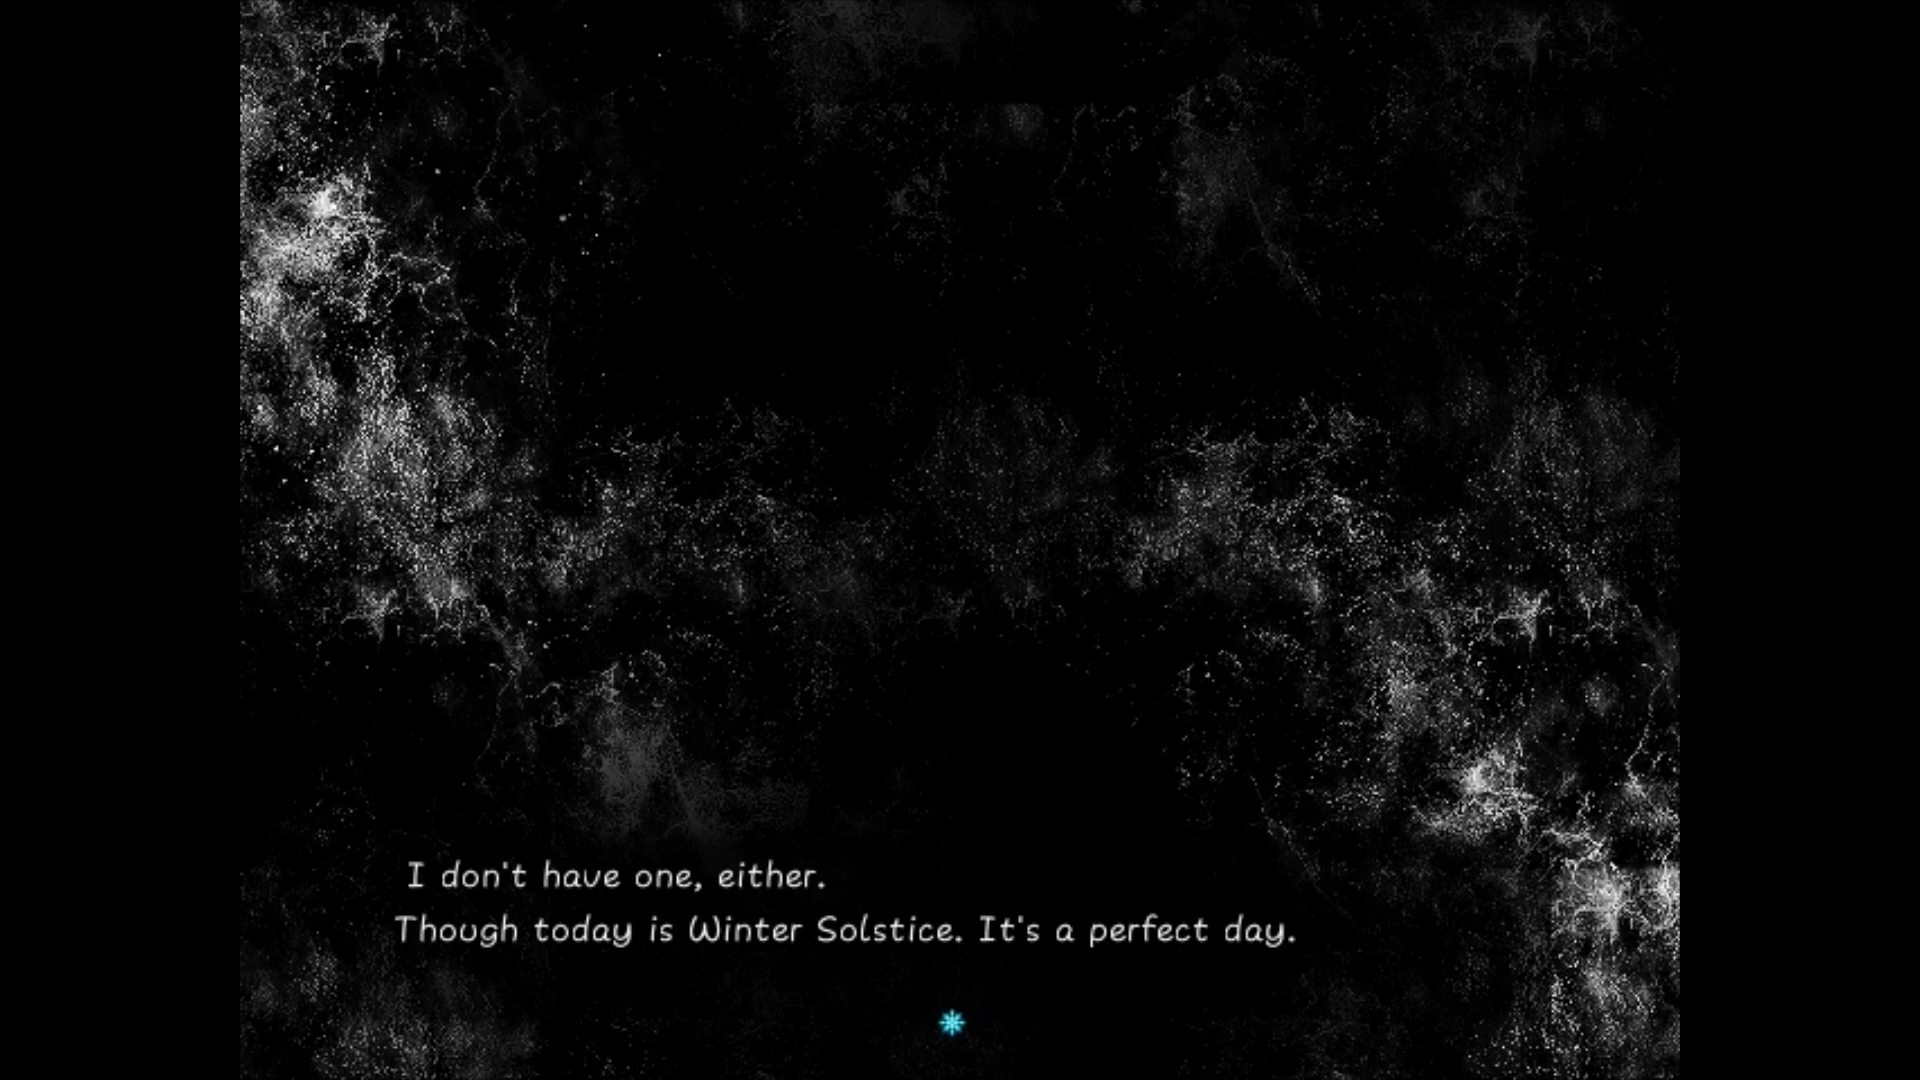 I don't have one, either.
Though today is Winter Solstice. It's a perfect day.